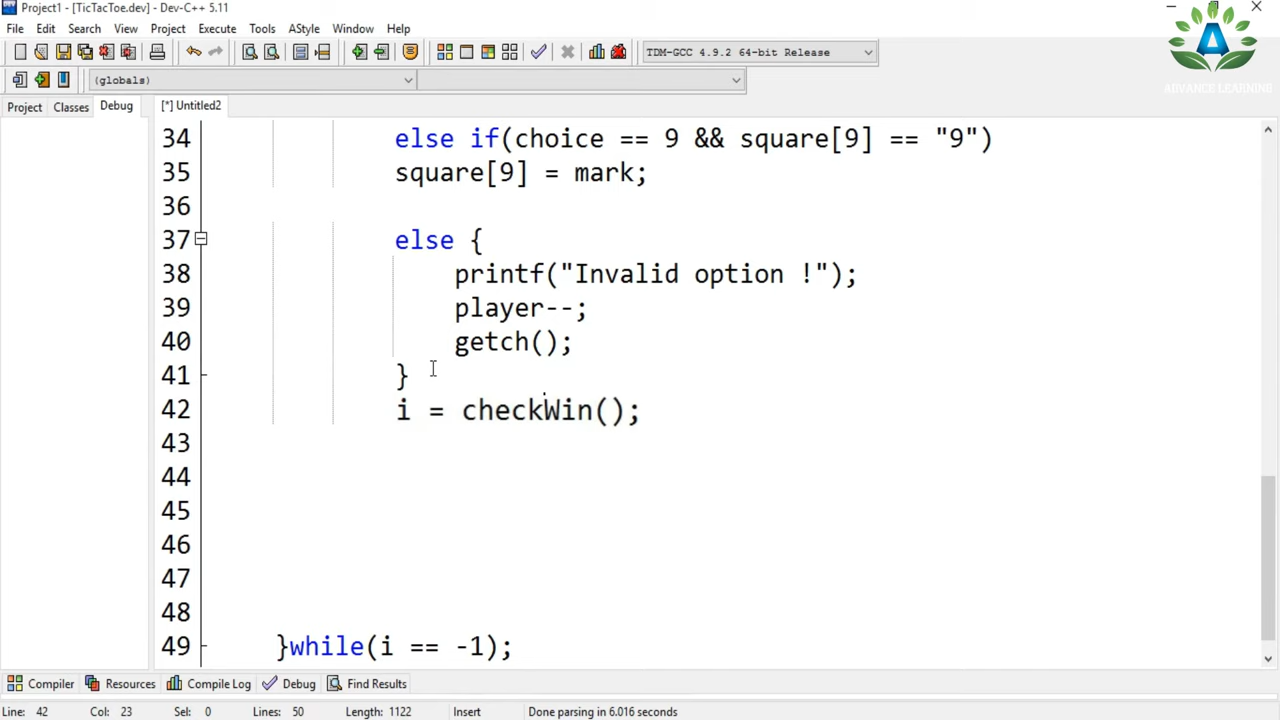 Project1 - [TicTacToe.dev] - Dev-C++ 5.11
File Edit Search View Project Execute Tools AStyle Window Help
TDM-GCC 4.9.2 64-bit Release
(globals)
ADVANCE LEARNING
Project Classes Debug [*] Untitled2
34 else if(choice == 9 && square[9] == "9")
35 square[9] = mark;
36
37 else {
38 printf("Invalid option !");
39 player--;
40 getch();
41 }
42 i = checkWin();
43
44
45
46
47
48
49 }while(i == -1);
Compiler Resources Compile Log Debug Find Results
Line: 42 Col: 23 Sel: 0 Lines: 50 Length: 1122 Insert Done parsing in 6.016 seconds